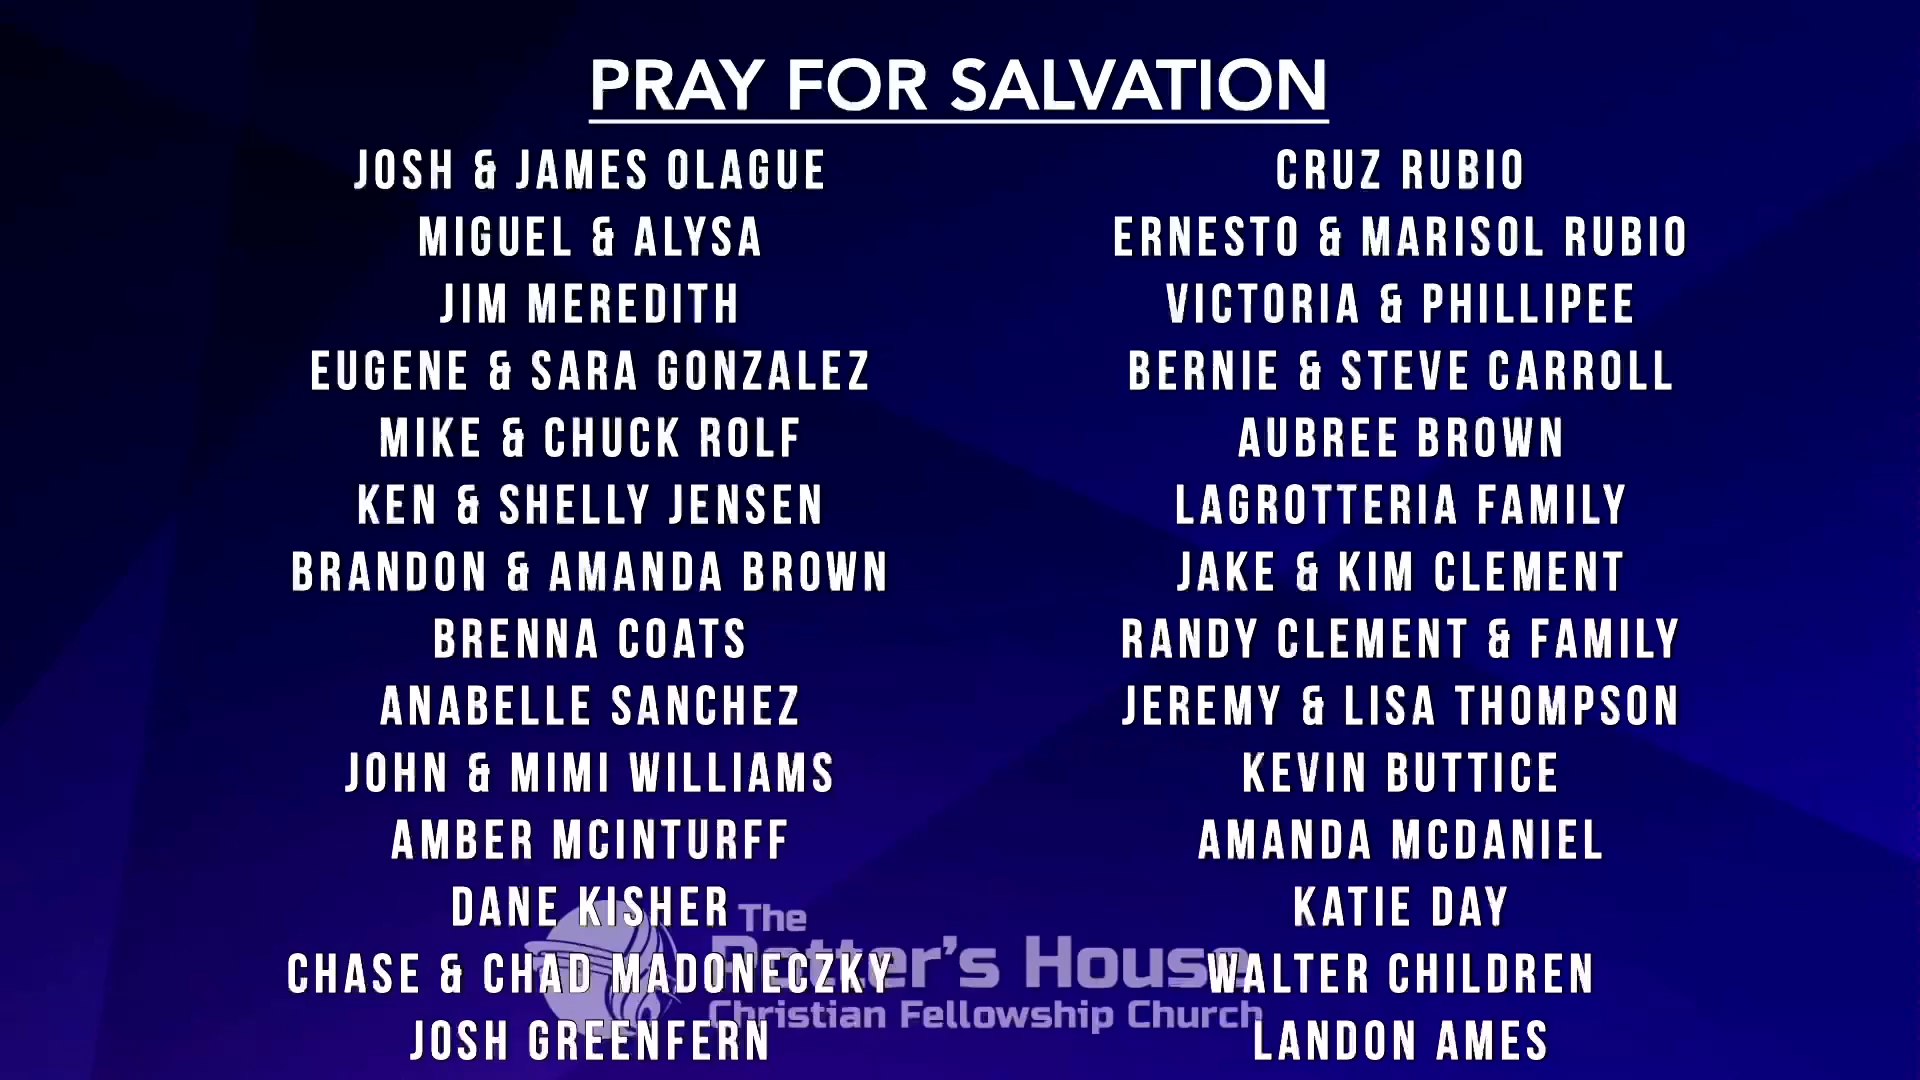 PRAY FOR SALVATION
JOSH & JAMES OLAGUE
MIGUEL & ALYSA
JIM MEREDITH
EUGENE & SARA GONZALEZ
MIKE & CHUCK ROLF
KEN & SHELLY JENSEN
BRANDON & AMANDA BROWN
BRENNA COATS
ANABELLE SANCHEZ
JOHN & MIMI WILLIAMS
AMBER MCINTURFF
DANE KISHER
CHASE & CHAD MADONECZKY
JOSH GREENFERN
CRUZ RUBIO
ERNESTO & MARISOL RUBIO
VICTORIA & PHILLIPEE
BERNIE & STEVE CARROLL
AUBREE BROWN
LAGROTTERIA FAMILY
JAKE & KIM CLEMENT
RANDY CLEMENT & FAMILY
JEREMY & LISA THOMPSON
KEVIN BUTTICE
AMANDA MCDANIEL
KATIE DAY
WALTER CHILDREN
LANDON AMES
The
Potter's House
Christian Fellowship Church